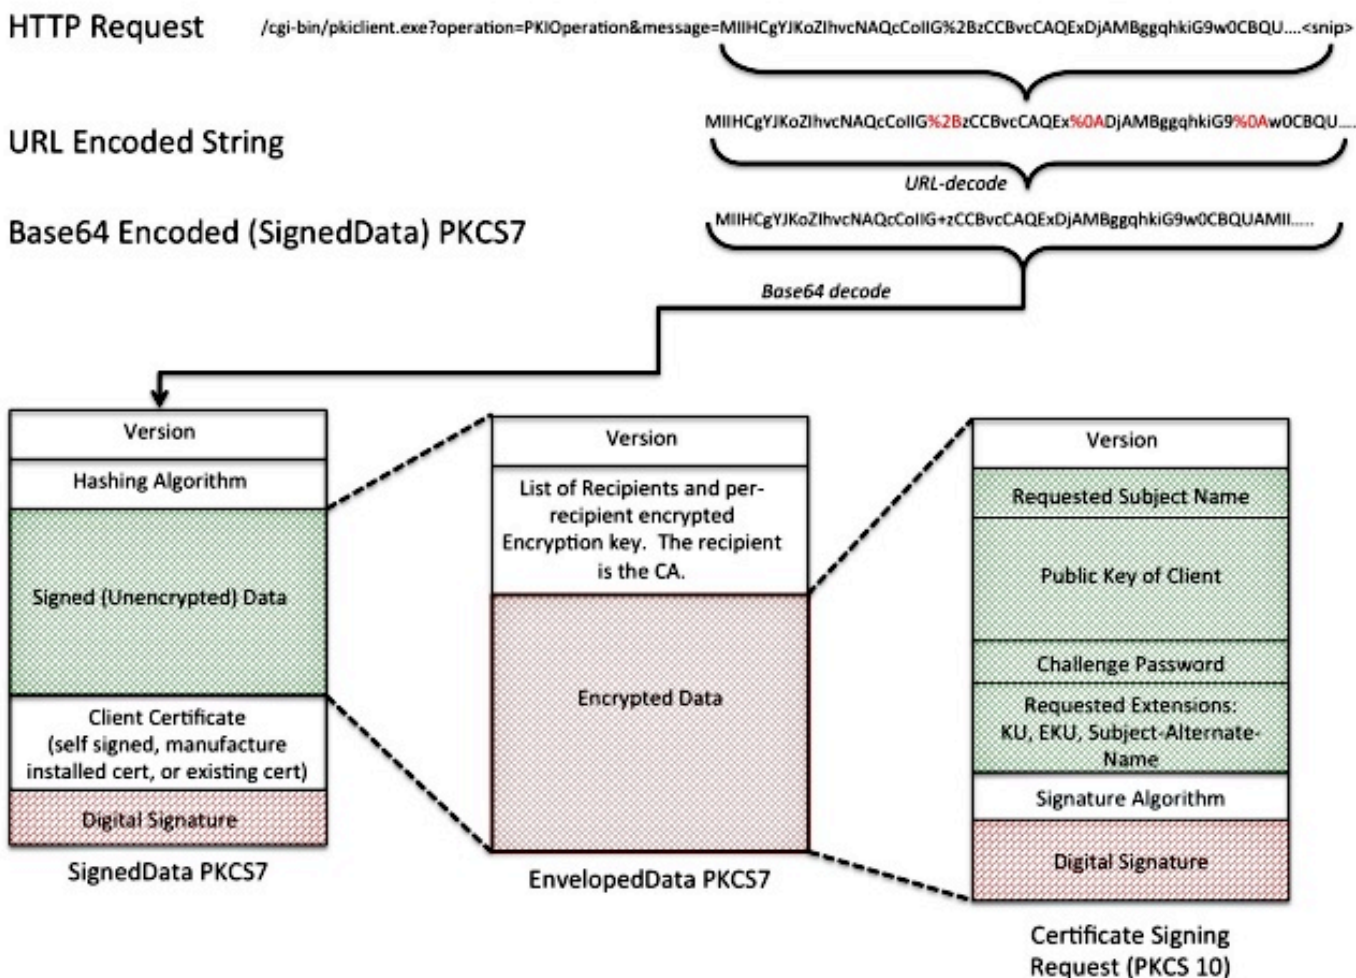 HTTP Request
/cgi-bin/pkiclient.exe?operation=PKIOperation&message=MIIHCgYJKoZIhvcNAQcCoIIG%2BzCCBvcCAQExDjAMBggqhkiG9w0CBQU....<snip>
URL Encoded String
MIIHCgYJKoZIhvcNAQcCoIIG%2BzCCBvcCAQEx%0ADjAMBggqhkiG9%0Aw0CBQU.....
URL-decode
Base64 Encoded (SignedData) PKCS7
MIIHCgYJKoZIhvcNAQcCoIIG+zCCBvcCAQExDjAMBggqhkiG9w0CBQUAMII.....
Base64 decode
Version
Hashing Algorithm
Signed (Unencrypted) Data
Client Certificate
(self signed, manufacture
installed cert, or existing cert)
Digital Signature
SignedData PKCS7
Version
List of Recipients and per-
recipient encrypted
Encryption key. The recipient
is the CA.
Encrypted Data
EnvelopedData PKCS7
Version
Requested Subject Name
Public Key of Client
Challenge Password
Requested Extensions:
KU, EKU, Subject-Alternate-
Name
Signature Algorithm
Digital Signature
Certificate Signing
Request (PKCS 10)